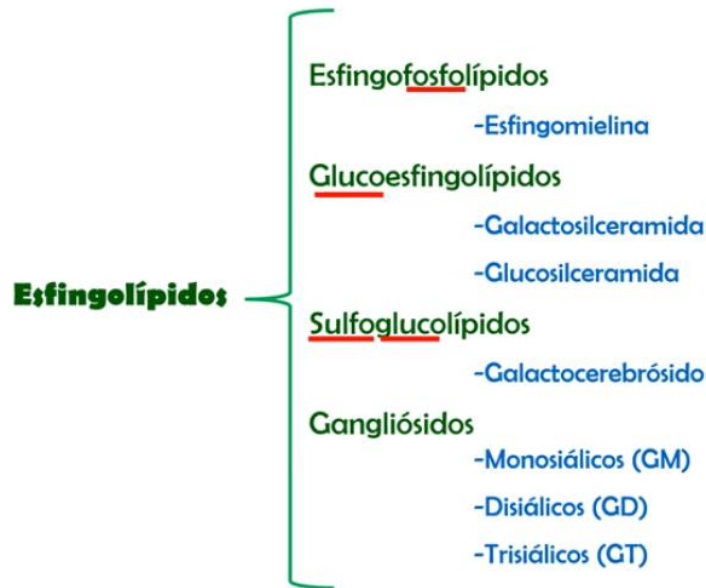 Esfingolípidos
Esfingofosfolípidos
-Esfingomielina
Glucoesfingolípidos
-Galactosilceramida
-Glucosilceramida
Sulfoglucolípidos
-Galactocerebrósido
Gangliósidos
-Monosiálicos (GM)
-Disiálicos (GD)
-Trisiálicos (GT)